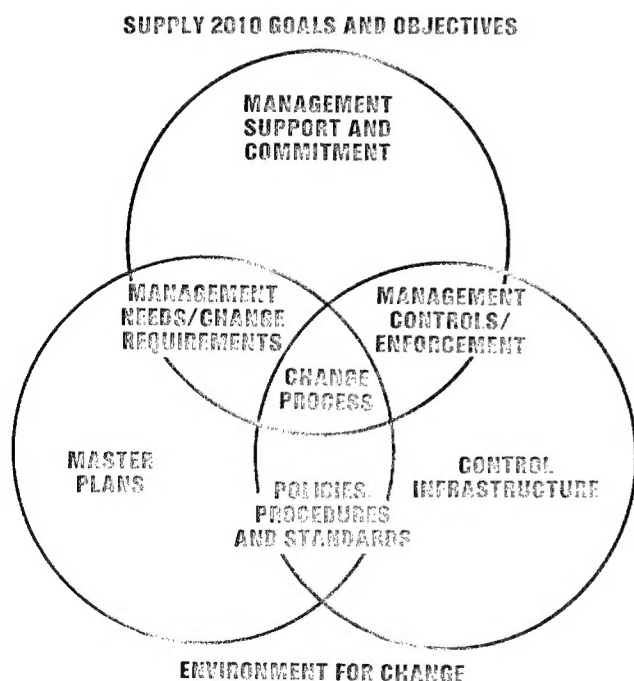 SUPPLY 2010 GOALS AND OBJECTIVES
MANAGEMENT
SUPPORT AND
COMMITMENT
MANAGEMENT
NEEDS/CHANGE
REQUIREMENTS
MANAGEMENT
CONTROLS/
ENFORCEMENT
CHANGE
PROCESS
MASTER
PLANS
CONTROL
INFRASTRUCTURE
POLICIES,
PROCEDURES
AND STANDARDS
ENVIRONMENT FOR CHANGE